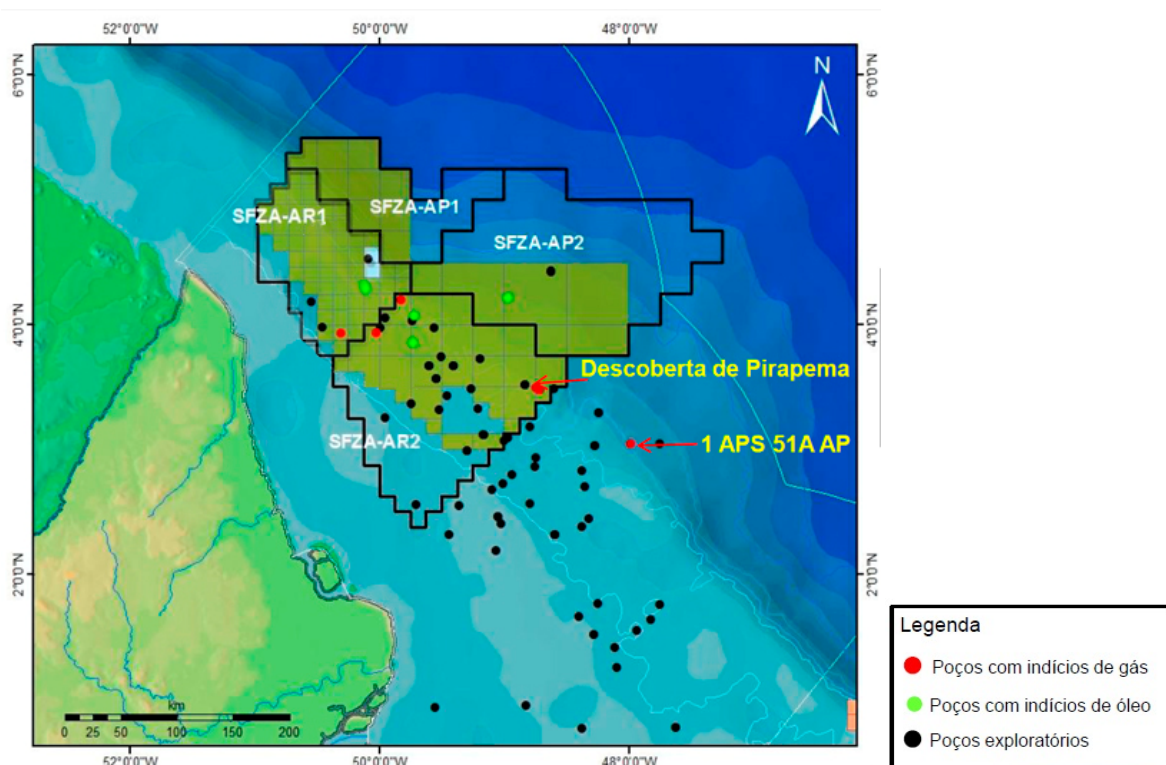 52°0'0"W 50°0'0"W 48°0'0"W
6°0'0"N 6°0'0"N
N
SFZA-AR1
SFZA-AP1
SFZA-AP2
4°0'0"N 4°0'0"N
Descoberta de Pirapema
SFZA-AR2
1 APS 51A AP
2°0'0"N 2°0'0"N
km
0 25 50 100 150 200
52°0'0"W 50°0'0"W 48°0'0"W
Legenda
Poços com indícios de gás
Poços com indícios de óleo
Poços exploratórios